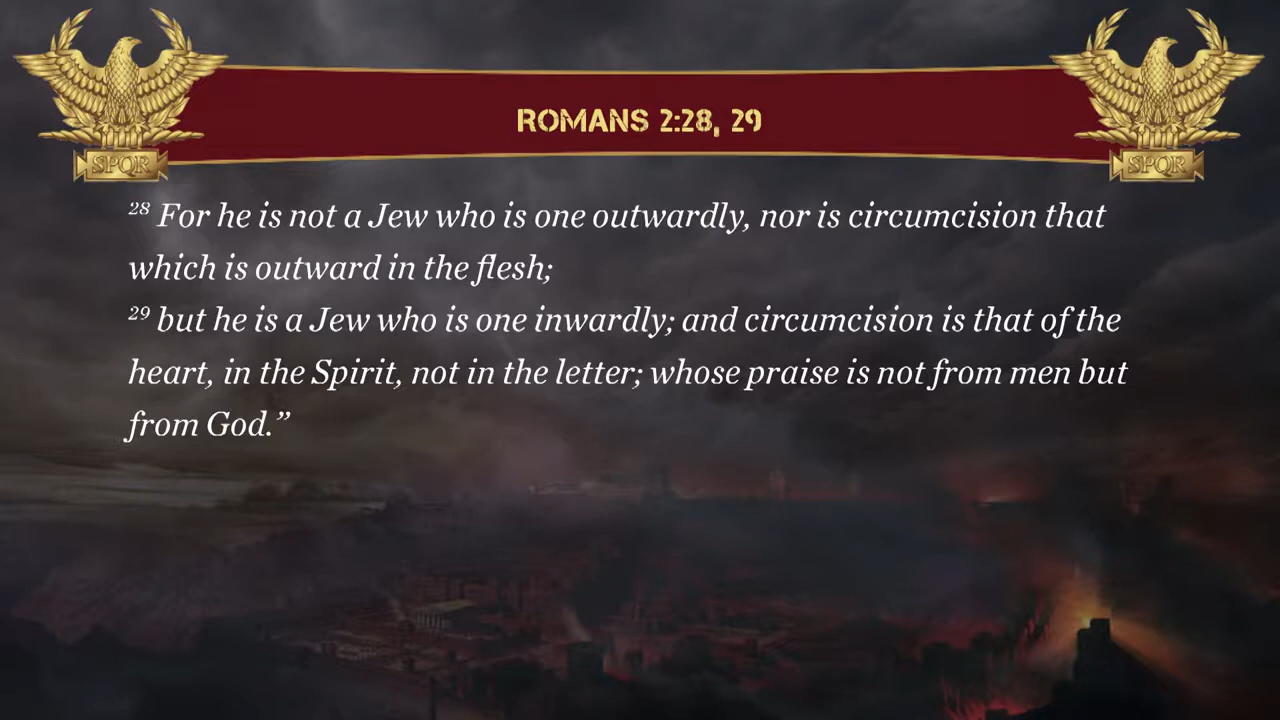 SPQR
ROMANS 2:28, 29
SPQR
²⁸ For he is not a Jew who is one outwardly, nor is circumcision that
which is outward in the flesh;
²⁹ but he is a Jew who is one inwardly; and circumcision is that of the
heart, in the Spirit, not in the letter; whose praise is not from men but
from God.”